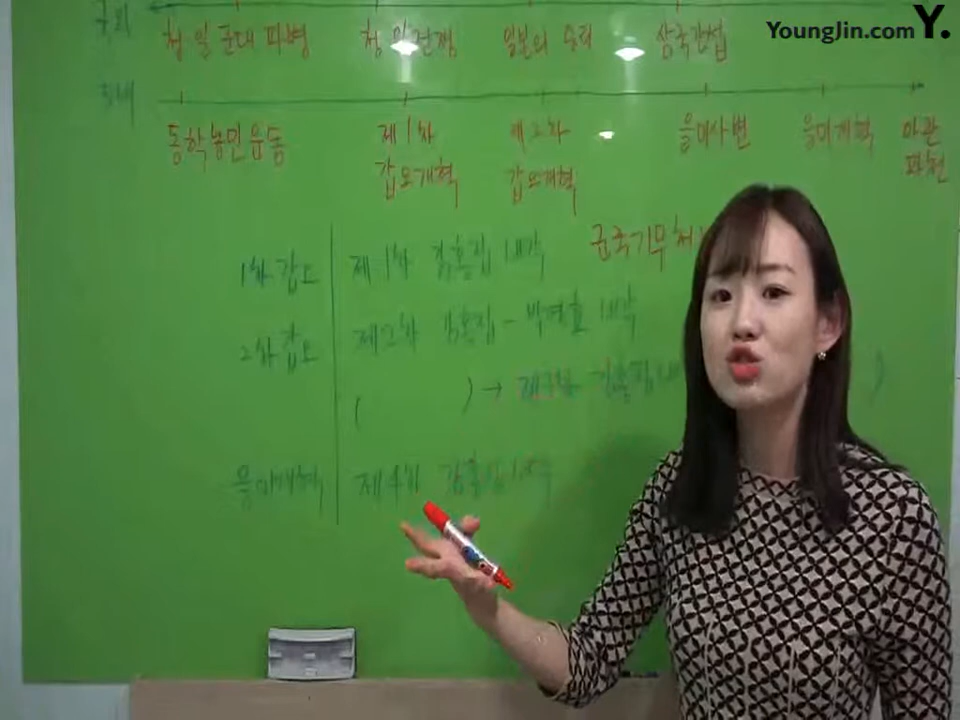 YoungJin.com Y.
국외 청·일 군대 파병 청·일 전쟁 일본의 승리 삼국간섭
국내
동학농민운동 제1차 갑오개혁 제2차 갑오개혁 을미사변 을미개혁 아관파천
군국기무처
1차 갑오 제1차 김홍집 내각
2차 갑오 제2차 김홍집 - 박영효 내각
( ) → 제3차 김홍집 내 )
을미개혁 제4차 김홍집 내각